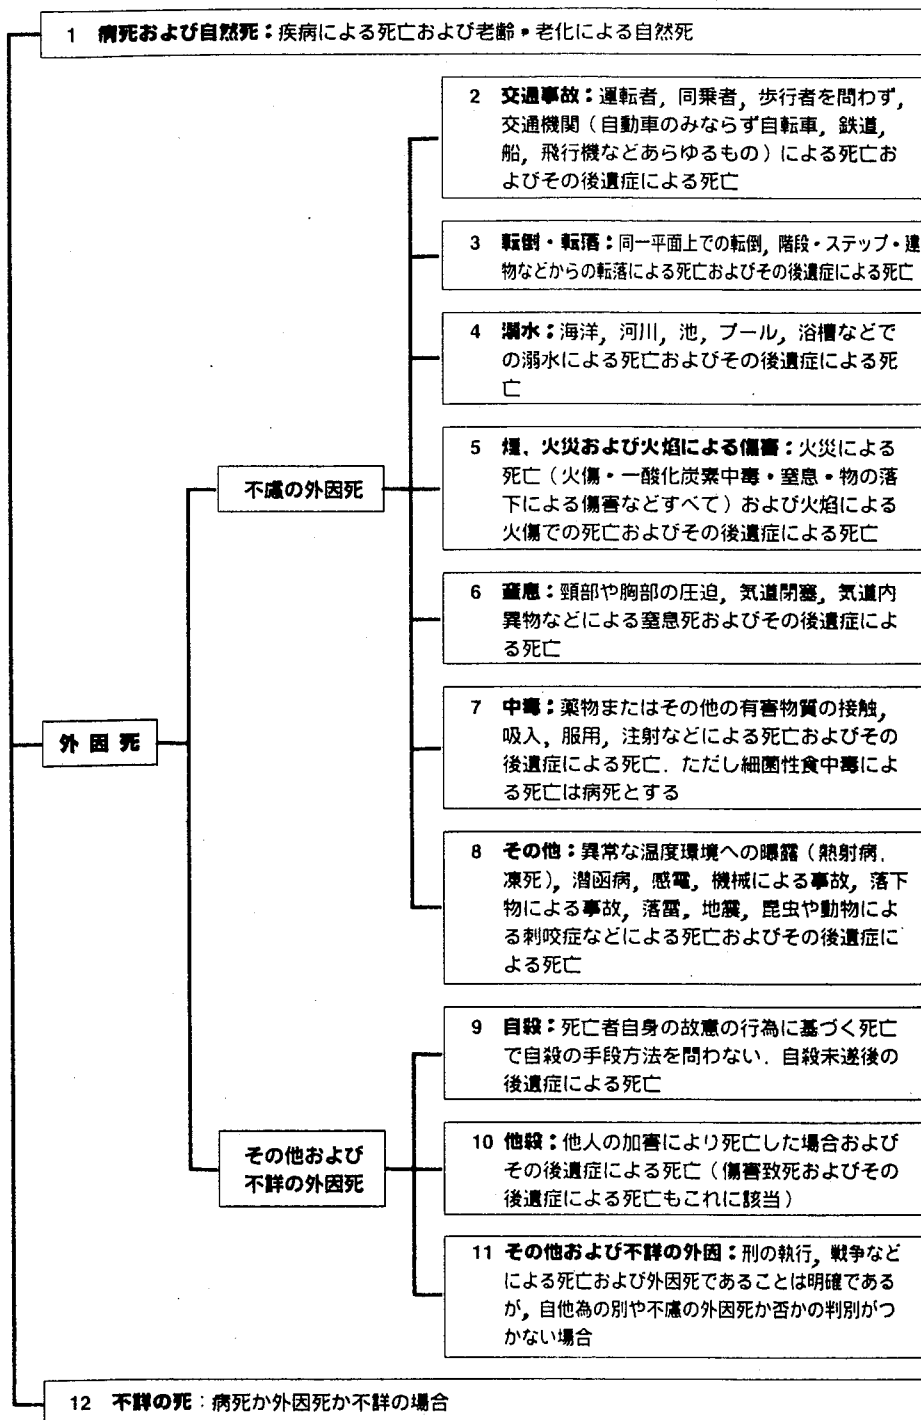 1 病死および自然死：疾病による死亡および老齢・老化による自然死
2 交通事故：運転者，同乗者，歩行者を問わず，
交通機関（自動車のみならず自転車，鉄道，
船，飛行機などあらゆるもの）による死亡お
よびその後遺症による死亡
3 転倒・転落：同一平面上での転倒，階段・ステップ・建
物などからの転落による死亡およびその後遺症による死亡
4 溺水：海洋，河川，池，プール，浴槽などで
の溺水による死亡およびその後遺症による死
亡
5 煙，火災および火焰による傷害：火災による
死亡（火傷・一酸化炭素中毒・窒息・物の落
下による傷害などすべて）および火焰による
火傷での死亡およびその後遺症による死亡
不慮の外因死
6 窒息：頸部や胸部の圧迫，気道閉塞，気道内
異物などによる窒息死およびその後遺症によ
る死亡
7 中毒：薬物またはその他の有害物質の接触，
吸入，服用，注射などによる死亡およびその
後遺症による死亡．ただし細菌性食中毒によ
る死亡は病死とする
外因死
8 その他：異常な温度環境への曝露（熱射病，
凍死），潜函病，感電，機械による事故，落下
物による事故，落雷，地震，昆虫や動物によ
る刺咬症などによる死亡およびその後遺症に
よる死亡
9 自殺：死亡者自身の故意の行為に基づく死亡
で自殺の手段方法を問わない．自殺未遂後の
後遺症による死亡
その他および
不詳の外因死
10 他殺：他人の加害により死亡した場合および
その後遺症による死亡（傷害致死およびその
後遺症による死亡もこれに該当）
11 その他および不詳の外因：刑の執行，戦争など
による死亡および外因死であることは明確である
が，自他為の別や不慮の外因死か否かの判別がつ
かない場合
12 不詳の死：病死か外因死か不詳の場合